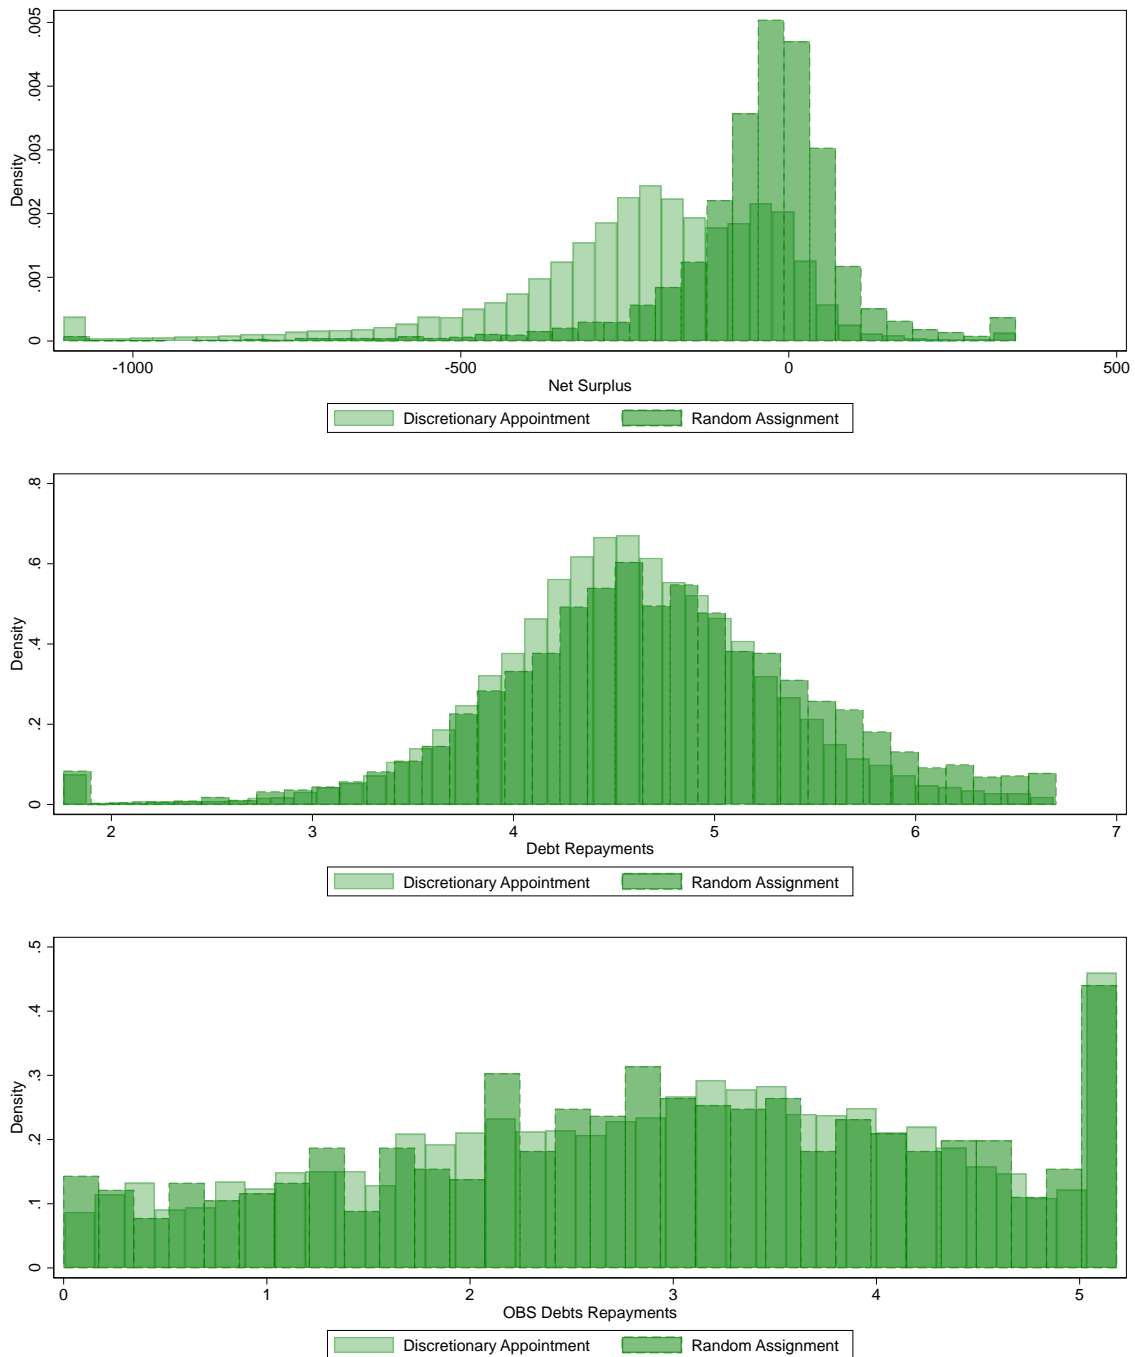 .005
.004
.003
.002
.001
0
Density
-1000 -500 0 500
Net Surplus
Discretionary Appointment Random Assignment
.8
.6
.4
.2
0
Density
2 3 4 5 6 7
Debt Repayments
Discretionary Appointment Random Assignment
.5
.4
.3
.2
.1
0
Density
0 1 2 3 4 5
OBS Debts Repayments
Discretionary Appointment Random Assignment